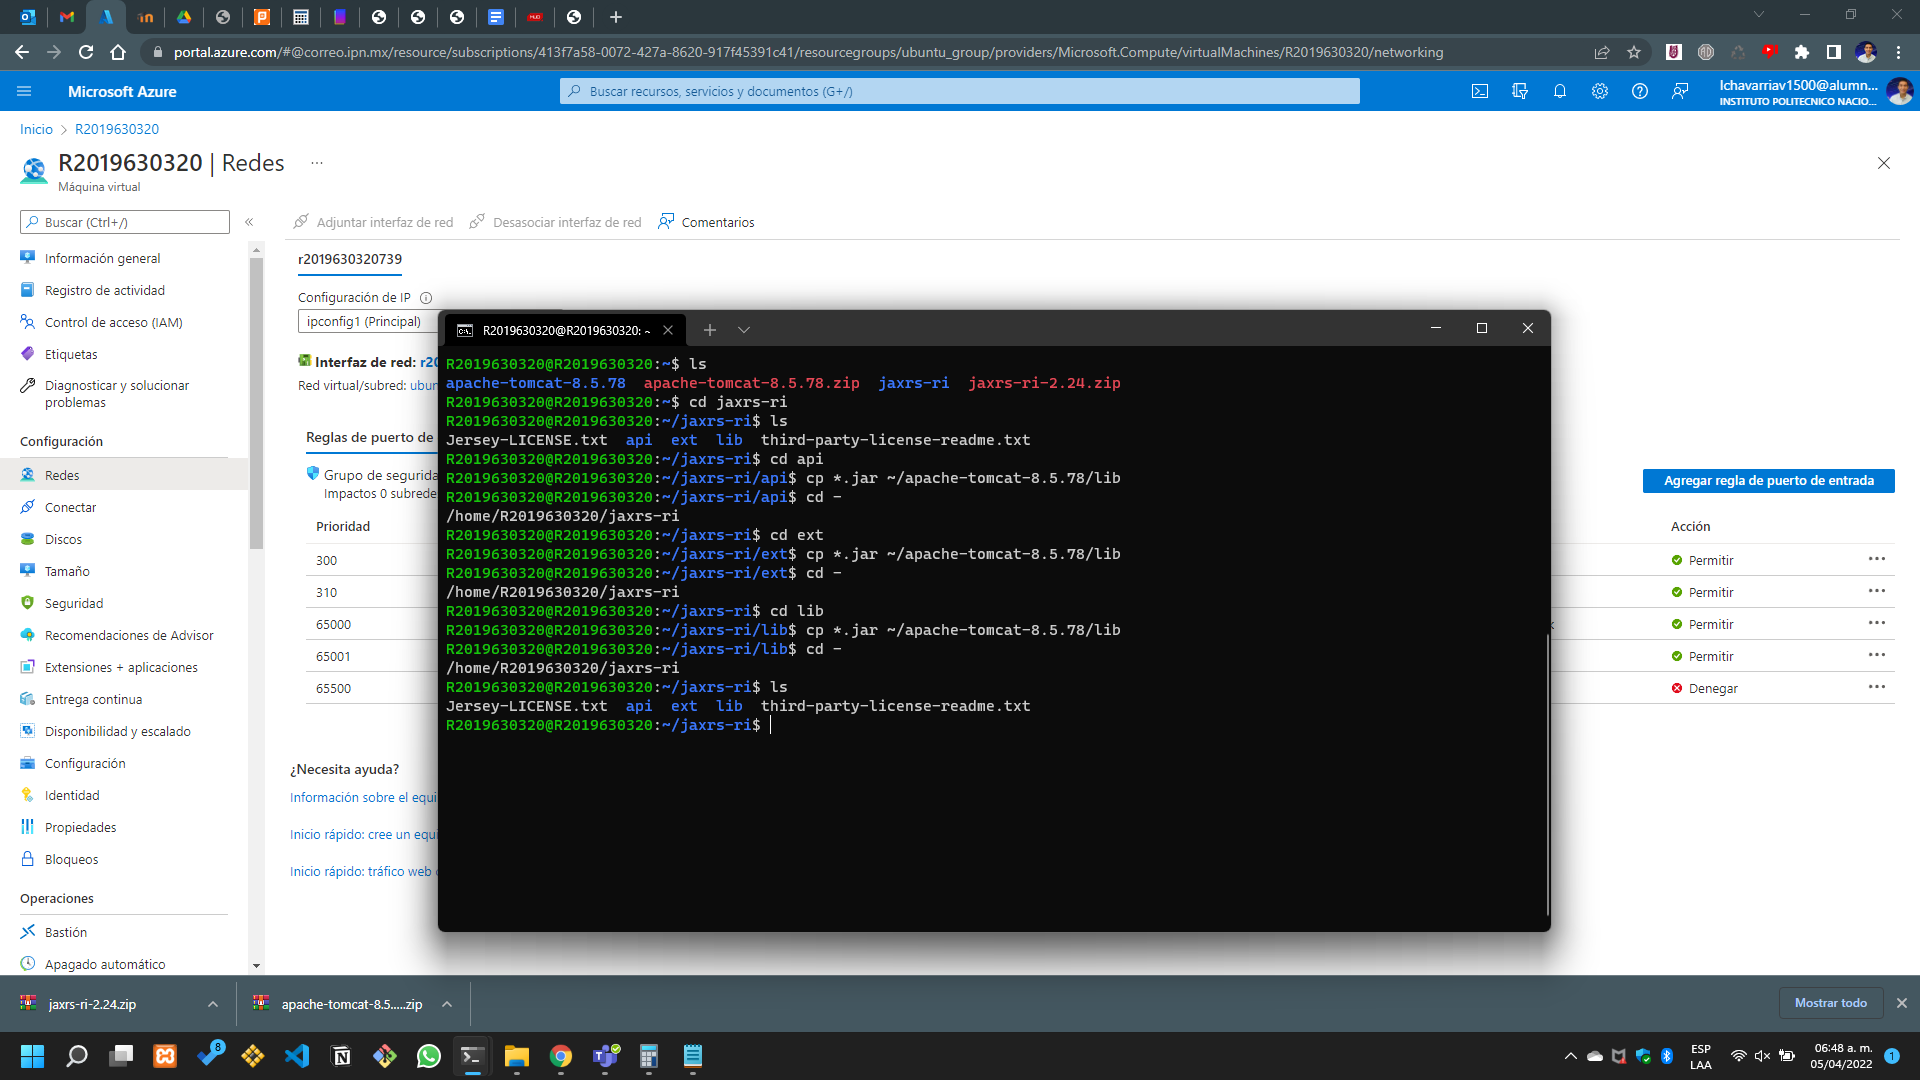 portal.azure.com/#@correo.ipn.mx/resource/subscriptions/413f7a58-0072-427a-8620-917f45391c41/resourcegroups/ubuntu_group/providers/Microsoft.Compute/virtualMachines/R2019630320/networking
Microsoft Azure
Buscar recursos, servicios y documentos (G+/)
lchavarriav1500@alumn...
INSTITUTO POLITECNICO NACIO...
Inicio > R2019630320
R2019630320 | Redes ...
Máquina virtual
Buscar (Ctrl+/)
«
Adjuntar interfaz de red
Desasociar interfaz de red
Comentarios
Información general
Registro de actividad
Control de acceso (IAM)
Etiquetas
Diagnosticar y solucionar
problemas
Configuración
Redes
Conectar
Discos
Tamaño
Seguridad
Recomendaciones de Advisor
Extensiones + aplicaciones
Entrega continua
Disponibilidad y escalado
Configuración
Identidad
Propiedades
Bloqueos
Operaciones
Bastión
Apagado automático
r2019630320739
Configuración de IP
ipconfig1 (Principal)
Interfaz de red: r20
Red virtual/subred: ubun
Reglas de puerto de
Grupo de segurida
Impactos 0 subrede
Agregar regla de puerto de entrada
Prioridad
Acción
300
Permitir
310
Permitir
65000
Permitir
65001
Permitir
65500
Denegar
¿Necesita ayuda?
Información sobre el equi
Inicio rápido: cree un equi
Inicio rápido: tráfico web
R2019630320@R2019630320: ~
R2019630320@R2019630320:~$ ls
apache-tomcat-8.5.78  apache-tomcat-8.5.78.zip  jaxrs-ri  jaxrs-ri-2.24.zip
R2019630320@R2019630320:~$ cd jaxrs-ri
R2019630320@R2019630320:~/jaxrs-ri$ ls
Jersey-LICENSE.txt  api  ext  lib  third-party-license-readme.txt
R2019630320@R2019630320:~/jaxrs-ri$ cd api
R2019630320@R2019630320:~/jaxrs-ri/api$ cp *.jar ~/apache-tomcat-8.5.78/lib
R2019630320@R2019630320:~/jaxrs-ri/api$ cd -
/home/R2019630320/jaxrs-ri
R2019630320@R2019630320:~/jaxrs-ri$ cd ext
R2019630320@R2019630320:~/jaxrs-ri/ext$ cp *.jar ~/apache-tomcat-8.5.78/lib
R2019630320@R2019630320:~/jaxrs-ri/ext$ cd -
/home/R2019630320/jaxrs-ri
R2019630320@R2019630320:~/jaxrs-ri$ cd lib
R2019630320@R2019630320:~/jaxrs-ri/lib$ cp *.jar ~/apache-tomcat-8.5.78/lib
R2019630320@R2019630320:~/jaxrs-ri/lib$ cd -
/home/R2019630320/jaxrs-ri
R2019630320@R2019630320:~/jaxrs-ri$ ls
Jersey-LICENSE.txt  api  ext  lib  third-party-license-readme.txt
R2019630320@R2019630320:~/jaxrs-ri$
jaxrs-ri-2.24.zip
apache-tomcat-8.5.....zip
Mostrar todo
8
ESP
LAA
06:48 a. m.
05/04/2022
1